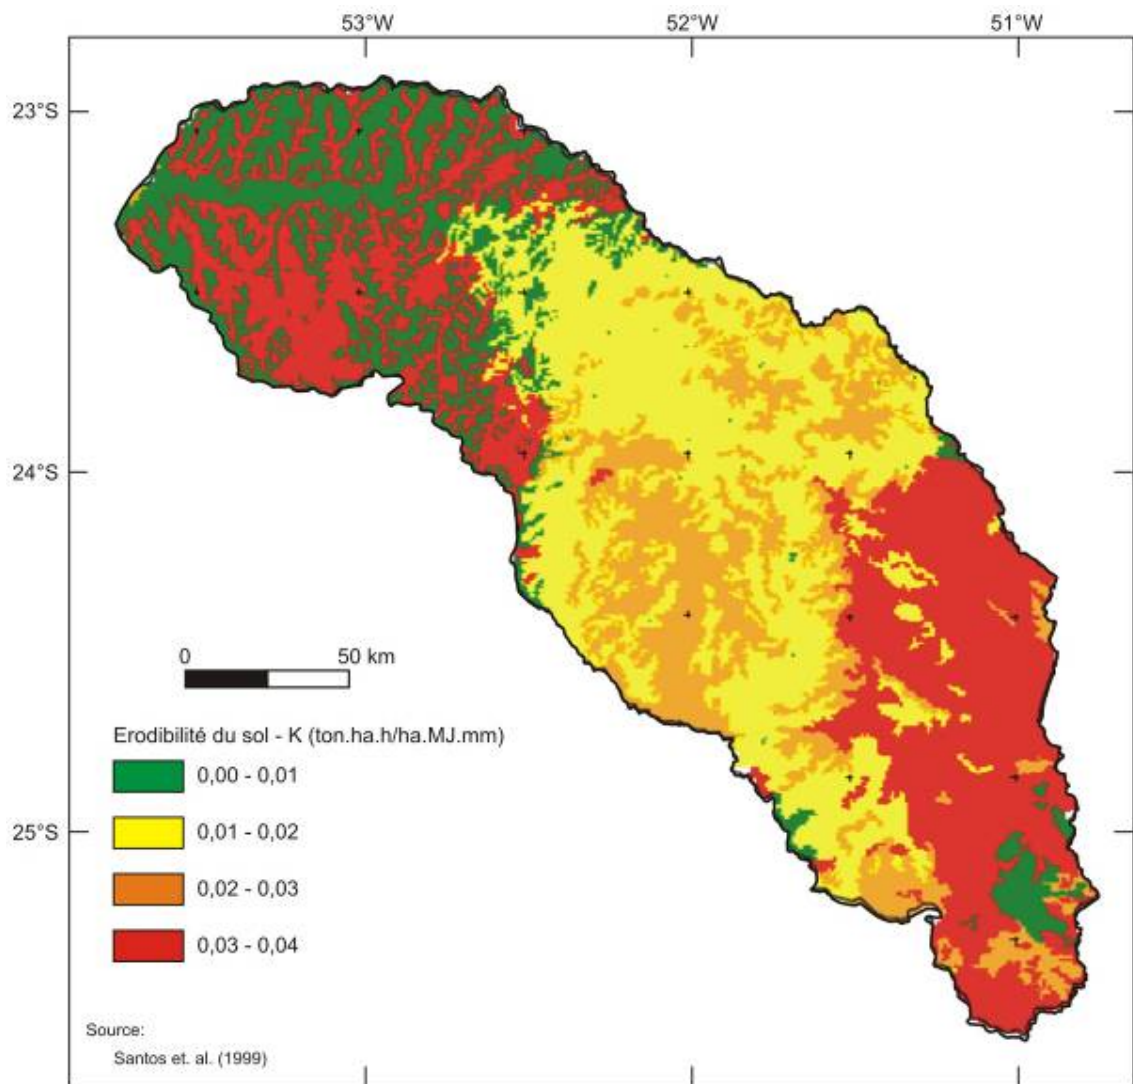 53°W 52°W 51°W
23°S
24°S
0 50 km
Erodibilité du sol - K (ton.ha.h/ha.MJ.mm)
0,00 - 0,01
0,01 - 0,02
25°S
0,02 - 0,03
0,03 - 0,04
Source:
Santos et. al. (1999)